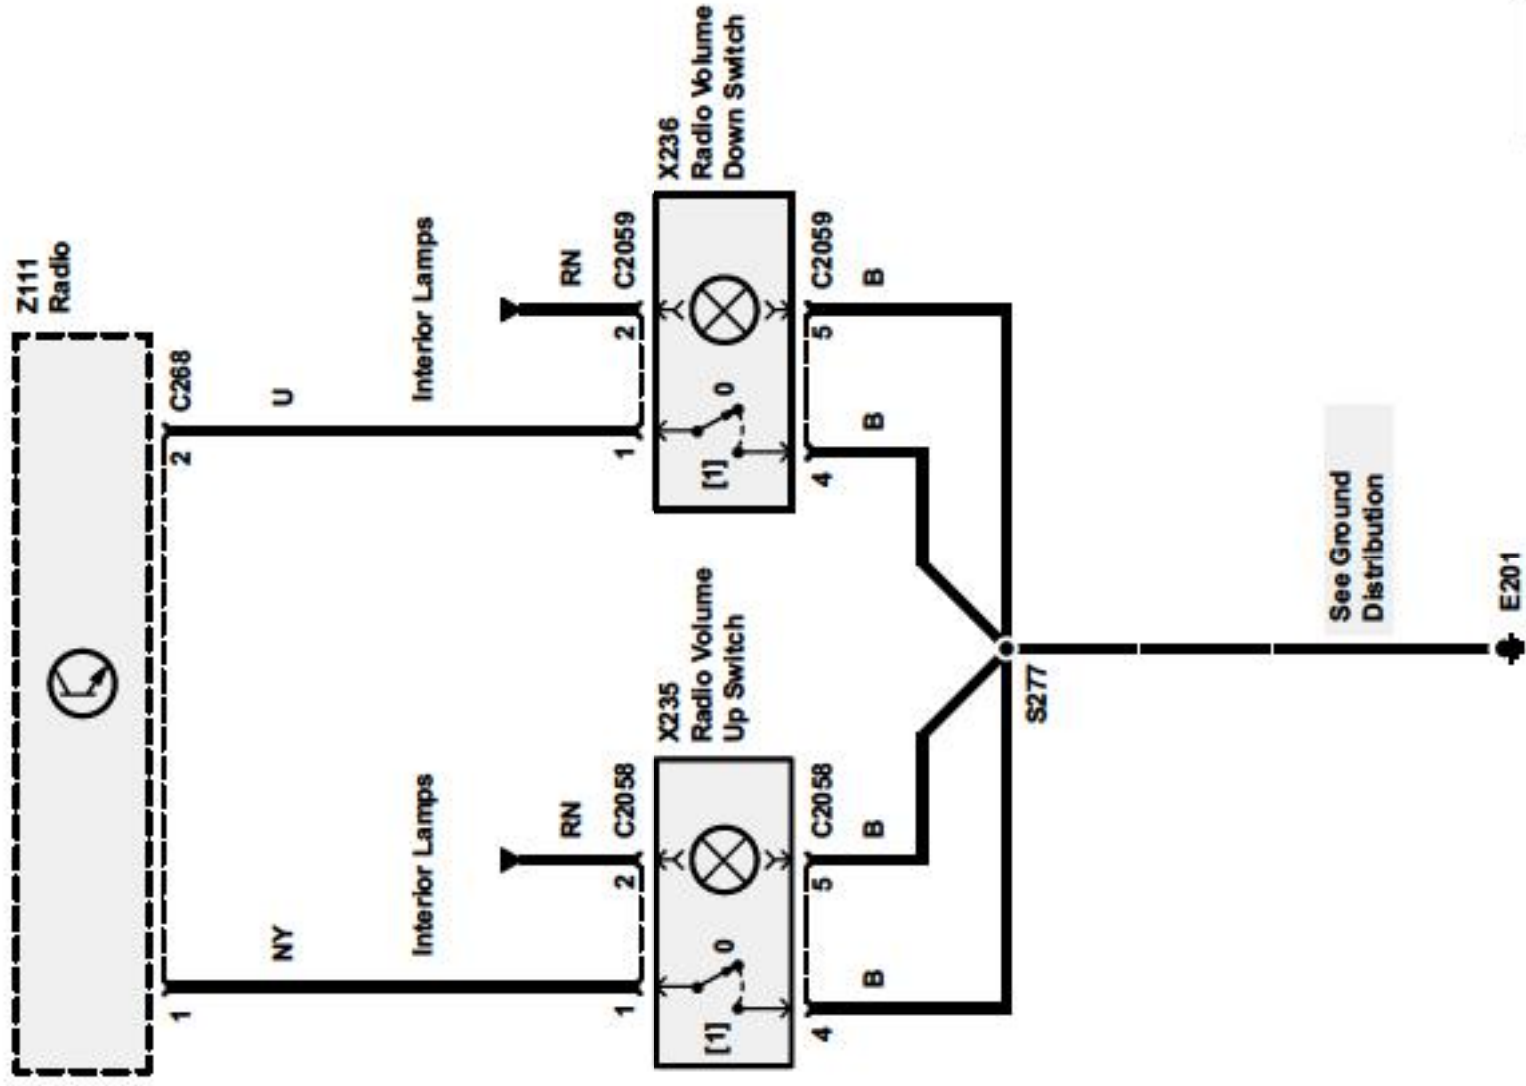 Z111
Radio
1
2
C268
NY
U
Interior Lamps
Interior Lamps
RN
RN
1
2
C2058
1
2
C2059
X235
Radio Volume
Up Switch
X236
Radio Volume
Down Switch
[1]
0
[1]
0
4
5
C2058
4
5
C2059
B
B
B
B
S277
See Ground
Distribution
E201